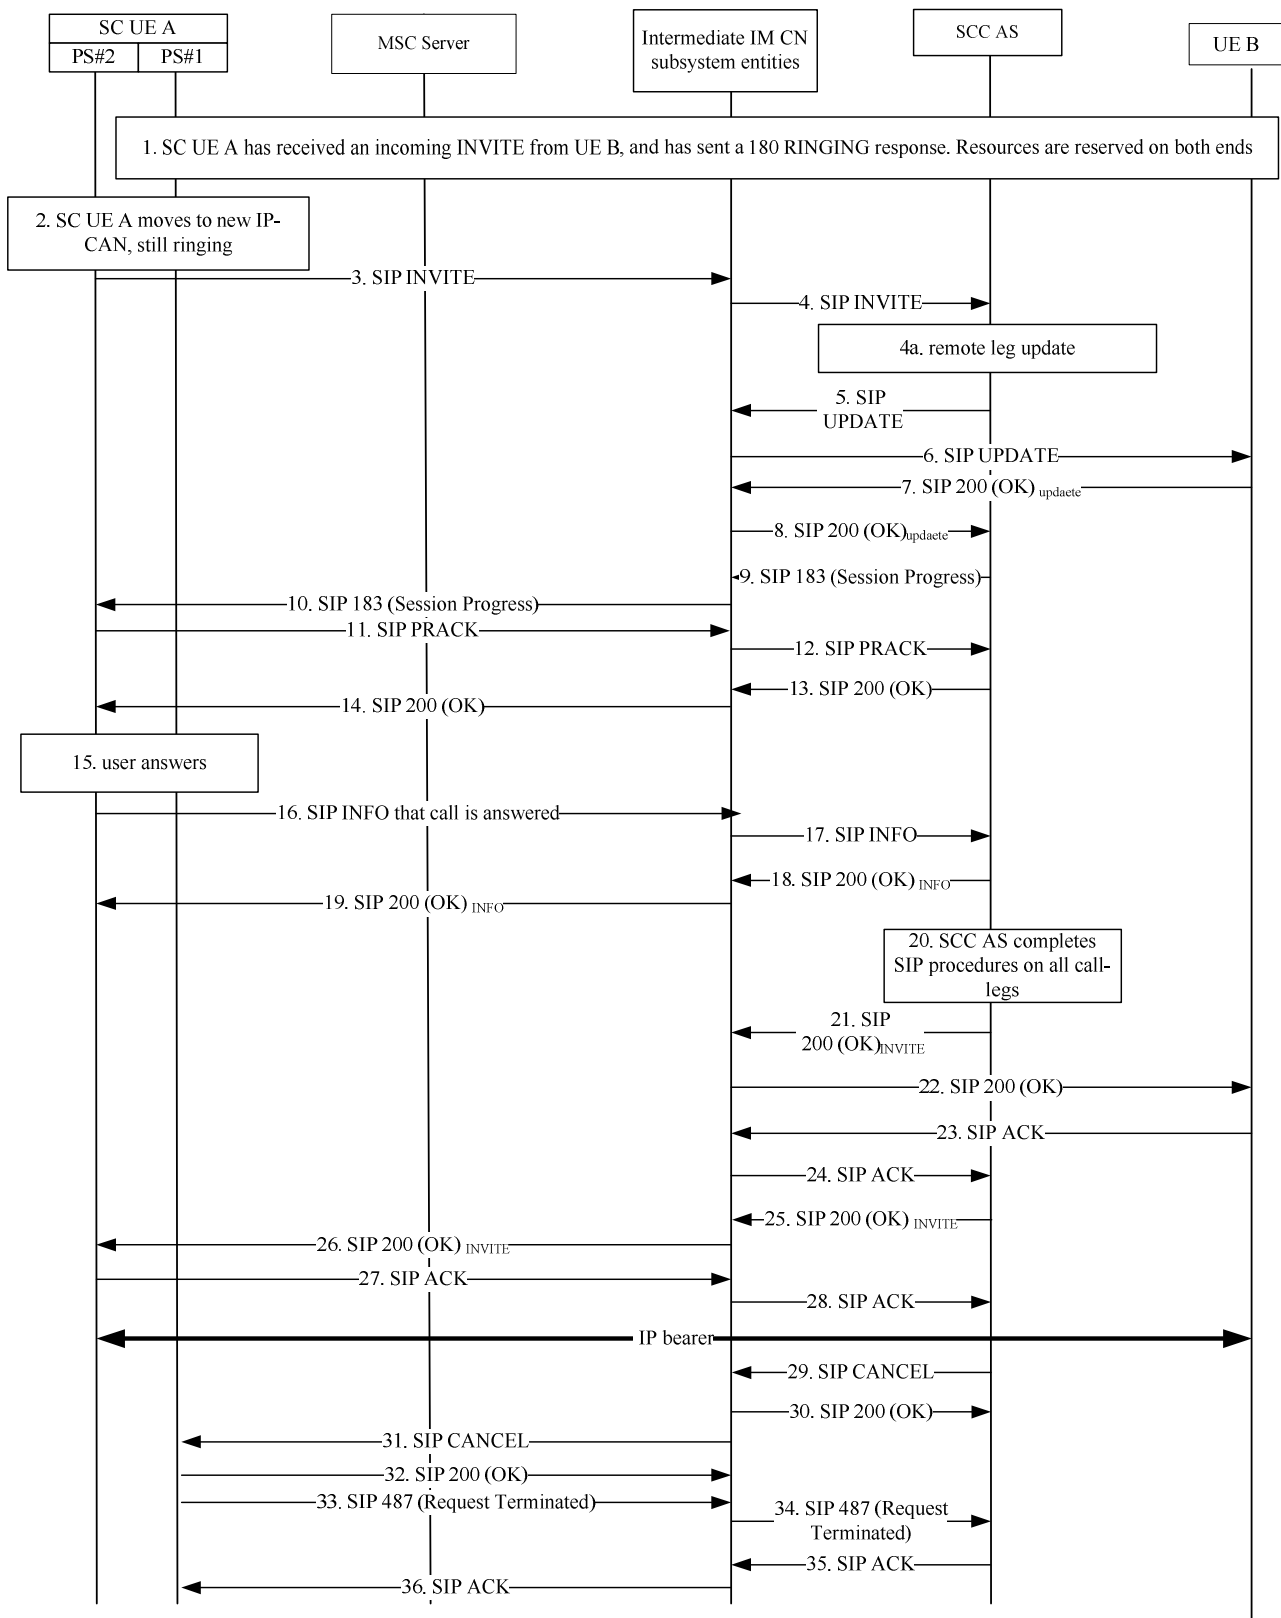 SC UE A
PS#2
PS#1
MSC Server
Intermediate IM CN
subsystem entities
SCC AS
UE B
1. SC UE A has received an incoming INVITE from UE B, and has sent a 180 RINGING response. Resources are reserved on both ends
2. SC UE A moves to new IP-
CAN, still ringing
3. SIP INVITE
4. SIP INVITE
4a. remote leg update
5. SIP
UPDATE
6. SIP UPDATE
7. SIP 200 (OK) updaete
8. SIP 200 (OK)updaete
9. SIP 183 (Session Progress)
10. SIP 183 (Session Progress)
11. SIP PRACK
12. SIP PRACK
13. SIP 200 (OK)
14. SIP 200 (OK)
15. user answers
16. SIP INFO that call is answered
17. SIP INFO
18. SIP 200 (OK) INFO
19. SIP 200 (OK) INFO
20. SCC AS completes
SIP procedures on all call-
legs
21. SIP
200 (OK)INVITE
22. SIP 200 (OK)
23. SIP ACK
24. SIP ACK
25. SIP 200 (OK) INVITE
26. SIP 200 (OK) INVITE
27. SIP ACK
28. SIP ACK
IP bearer
29. SIP CANCEL
30. SIP 200 (OK)
31. SIP CANCEL
32. SIP 200 (OK)
33. SIP 487 (Request Terminated)
34. SIP 487 (Request
Terminated)
35. SIP ACK
36. SIP ACK